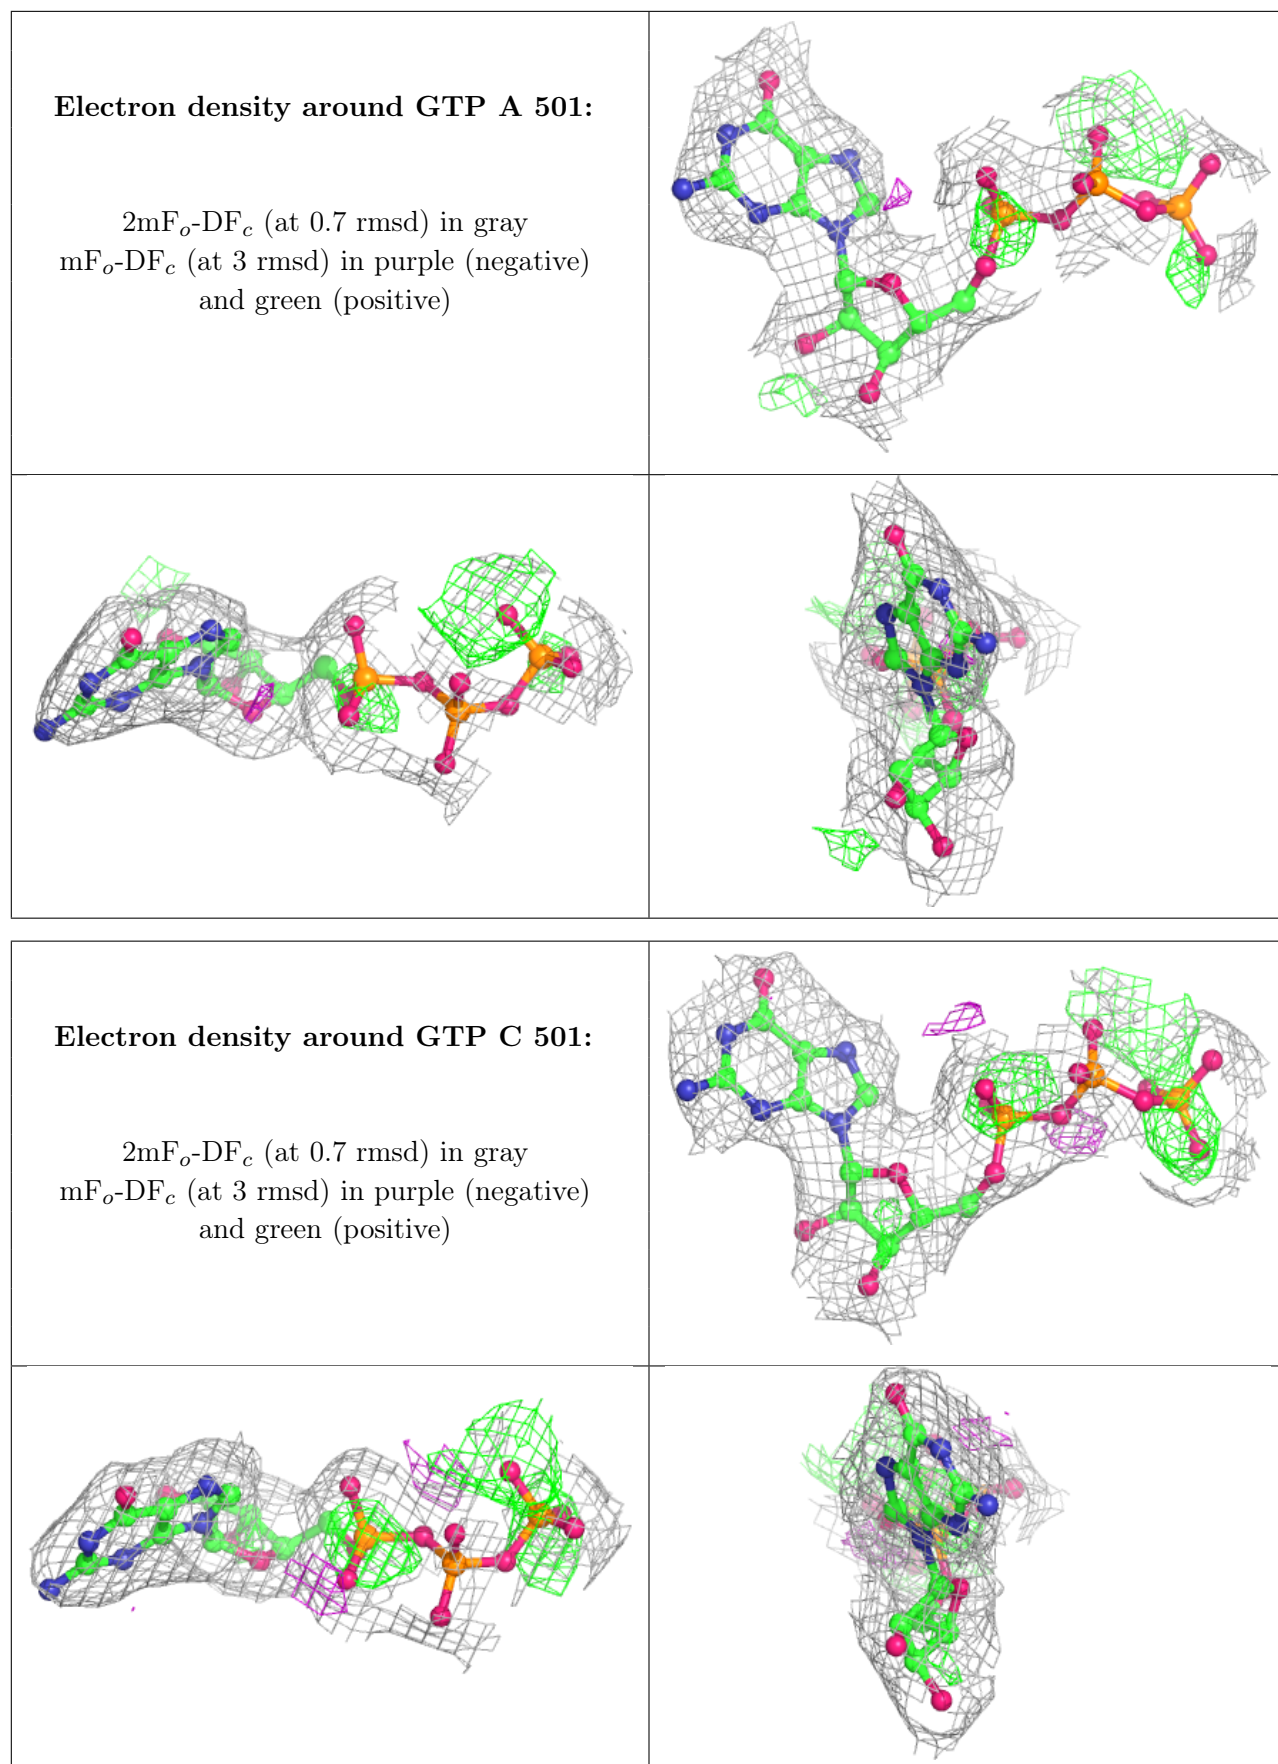 Electron density around GTP A 501:
2mFₒ-DF𝒸 (at 0.7 rmsd) in gray
mFₒ-DF𝒸 (at 3 rmsd) in purple (negative)
and green (positive)
Electron density around GTP C 501:
2mFₒ-DF𝒸 (at 0.7 rmsd) in gray
mFₒ-DF𝒸 (at 3 rmsd) in purple (negative)
and green (positive)